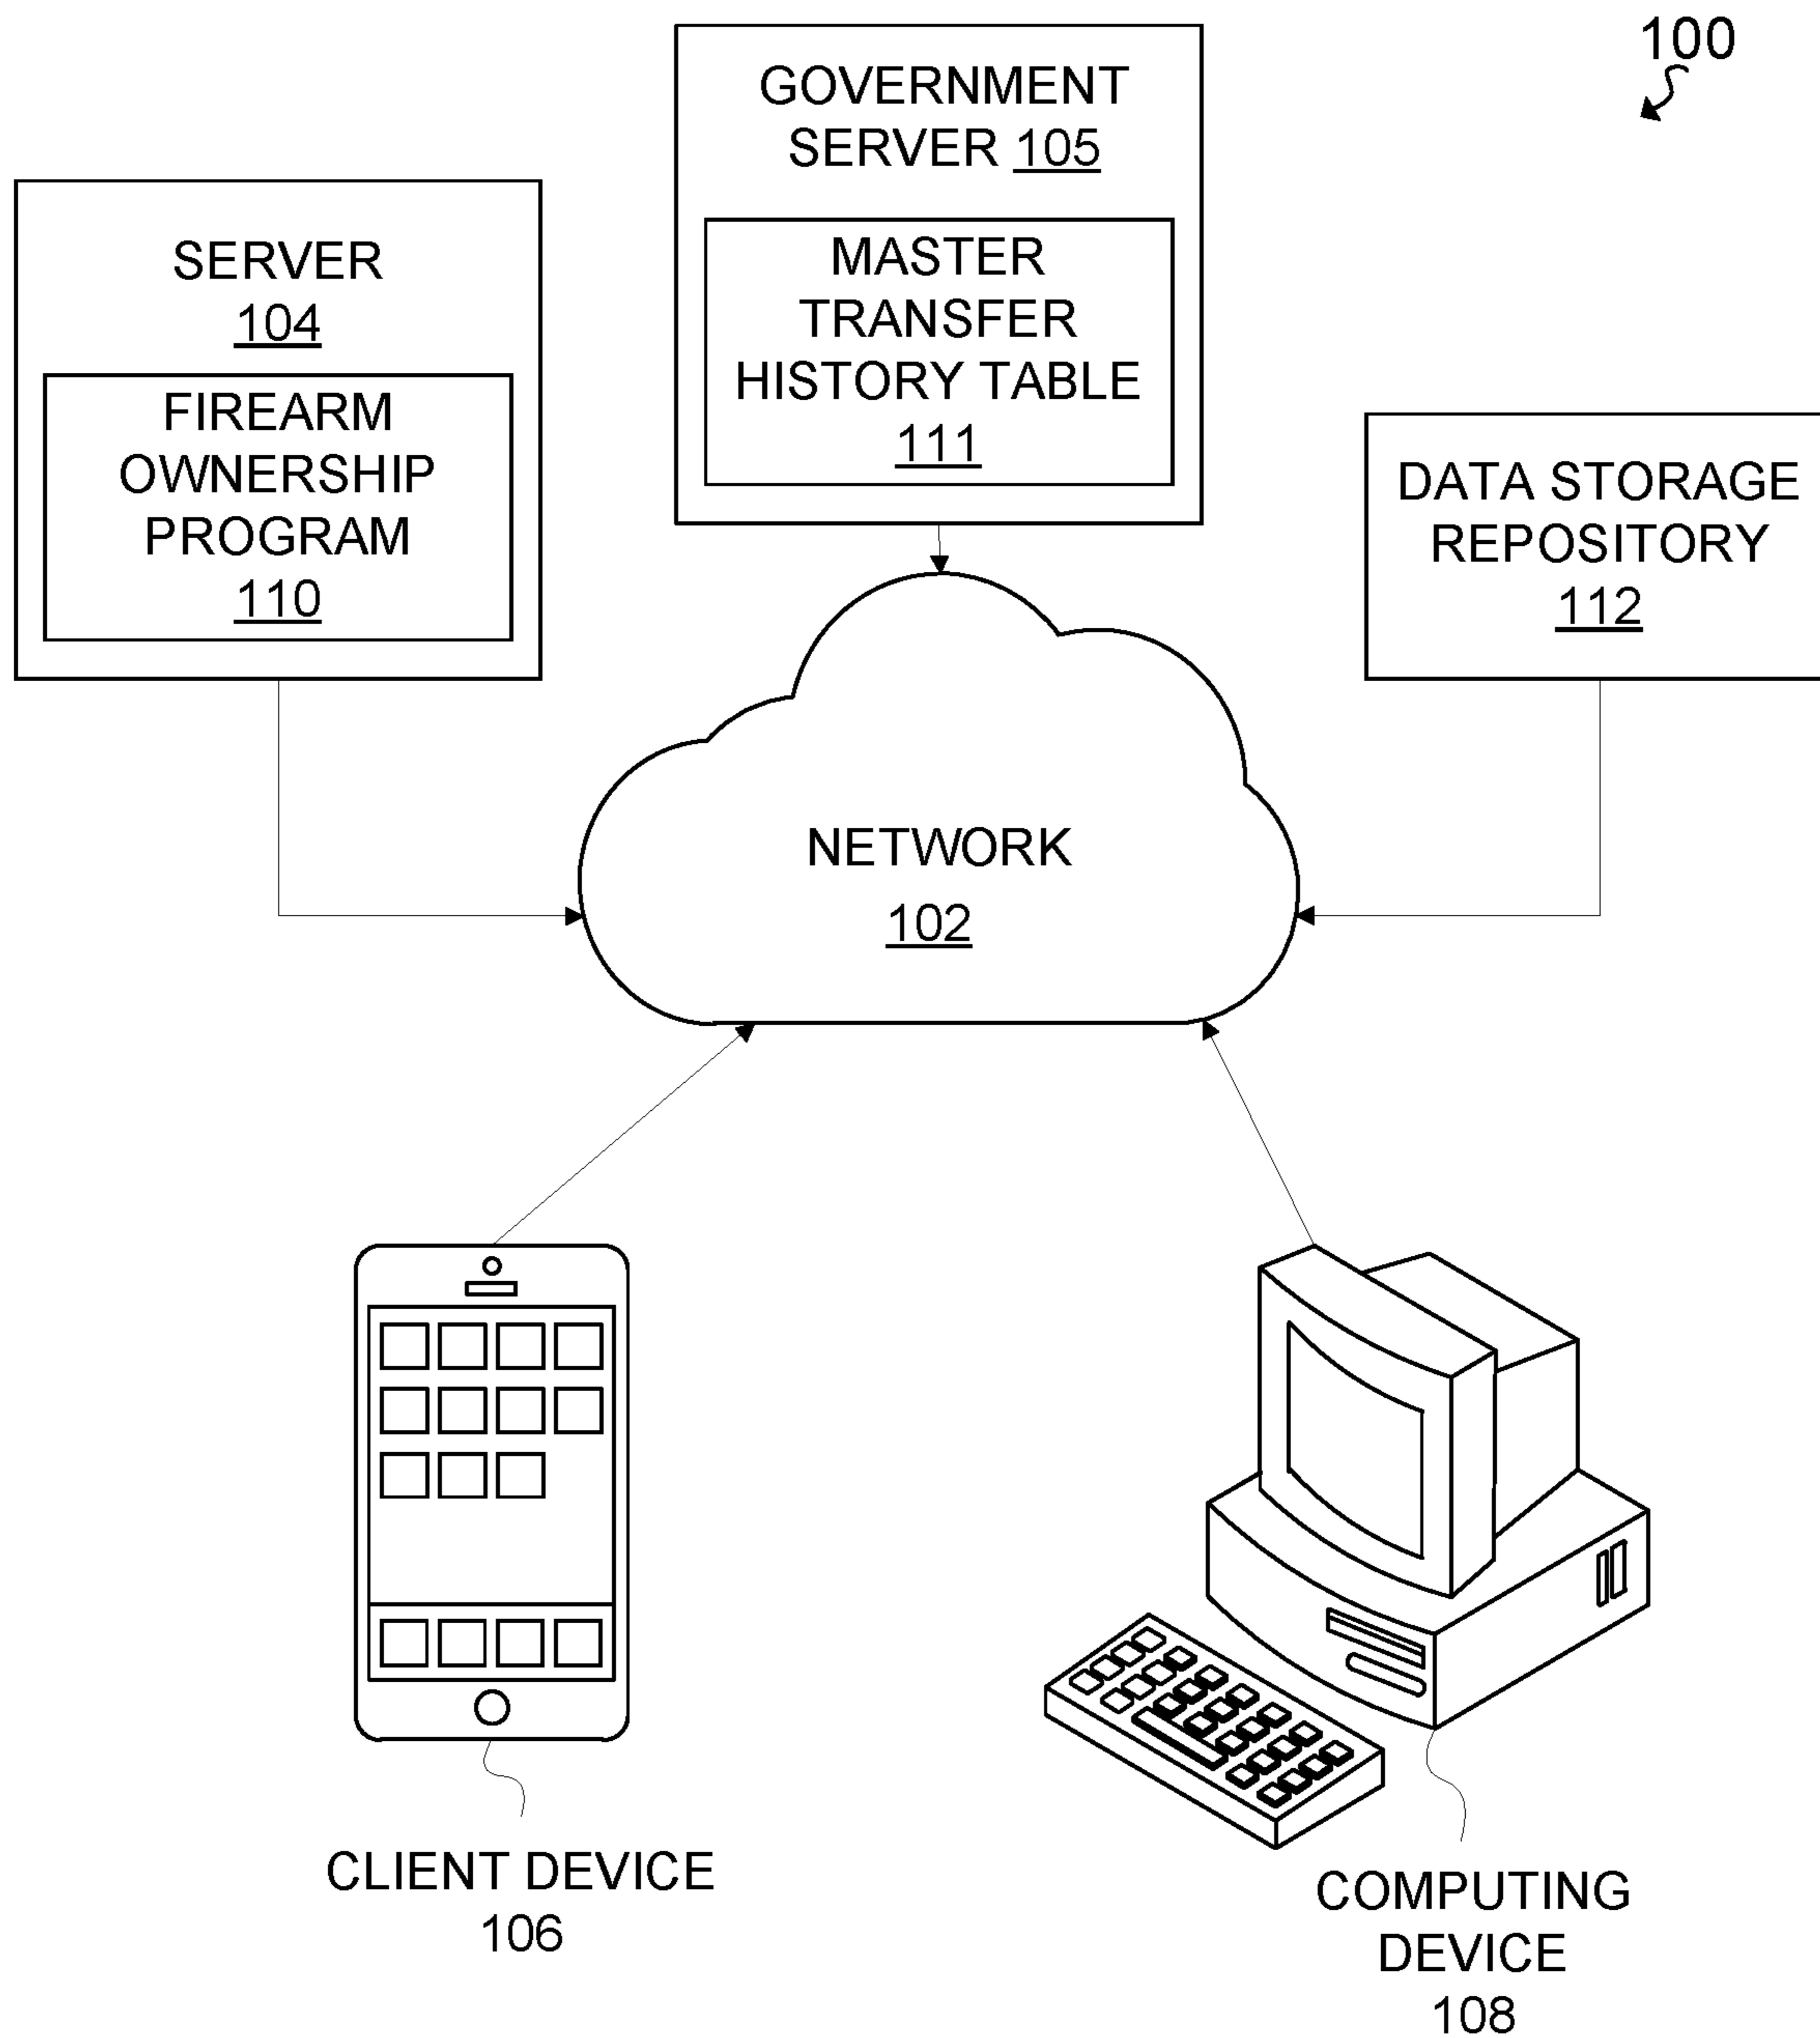 100
GOVERNMENT
SERVER 105
MASTER
TRANSFER
HISTORY TABLE
111
SERVER
104
FIREARM
OWNERSHIP
PROGRAM
110
DATA STORAGE
REPOSITORY
112
NETWORK
102
CLIENT DEVICE
106
COMPUTING
DEVICE
108